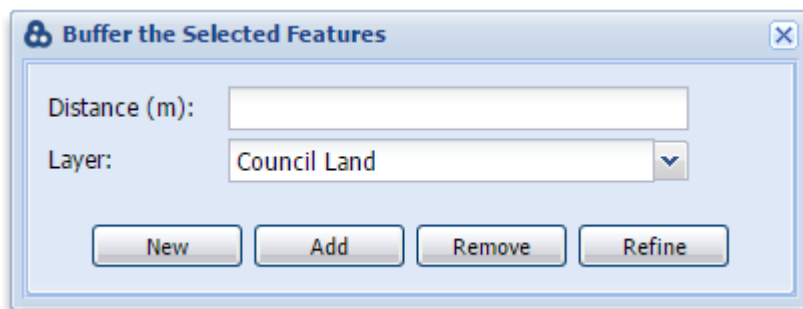 Buffer the Selected Features
Distance (m):
Layer: Council Land
New Add Remove Refine